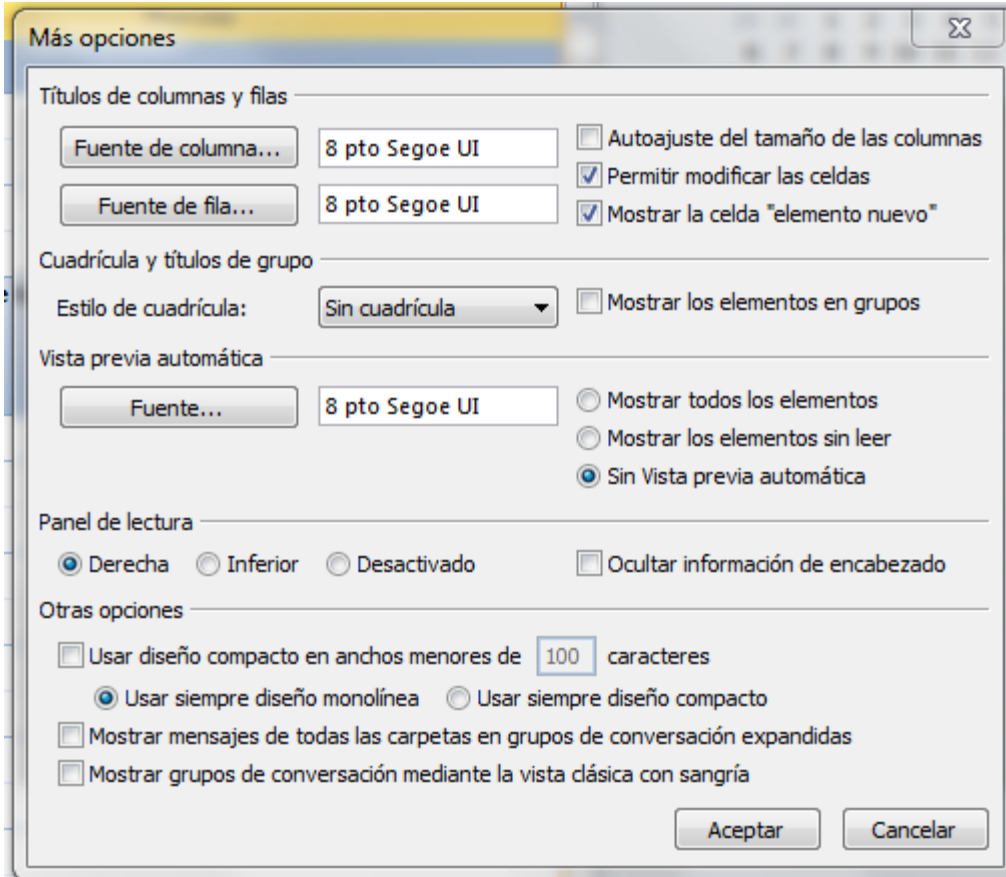 Más opciones
Títulos de columnas y filas
Fuente de columna... 8 pto Segoe UI Autoajuste del tamaño de las columnas
Permitir modificar las celdas
Fuente de fila... 8 pto Segoe UI Mostrar la celda "elemento nuevo"
Cuadrícula y títulos de grupo
Estilo de cuadrícula: Sin cuadrícula Mostrar los elementos en grupos
Vista previa automática
Fuente... 8 pto Segoe UI Mostrar todos los elementos
Mostrar los elementos sin leer
Sin Vista previa automática
Panel de lectura
Derecha Inferior Desactivado Ocultar información de encabezado
Otras opciones
Usar diseño compacto en anchos menores de 100 caracteres
Usar siempre diseño monolínea Usar siempre diseño compacto
Mostrar mensajes de todas las carpetas en grupos de conversación expandidas
Mostrar grupos de conversación mediante la vista clásica con sangría
Aceptar Cancelar